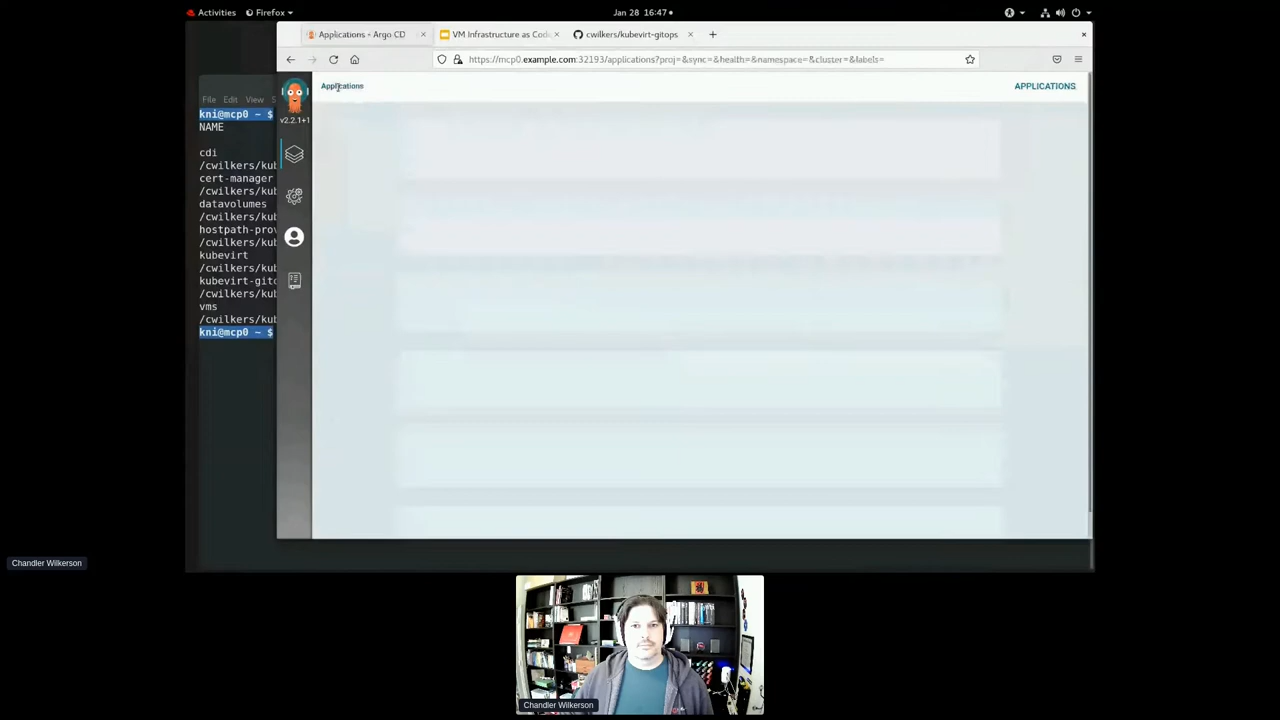 Activities
Firefox
Jan 28 16:47
Applications - Argo CD
VM Infrastructure as Code
cwilkers/kubevirt-gitops
https://mcp0.example.com:32193/applications?proj=&sync=&health=&namespace=&cluster=&labels=
Applications
APPLICATIONS
v2.2.1+1
File Edit View S
kni@mcp0 ~ $
NAME
cdi
/cwilkers/kub
cert-manager
/cwilkers/kub
datavolumes
/cwilkers/kub
hostpath-prov
/cwilkers/kub
kubevirt
/cwilkers/kub
kubevirt-gito
/cwilkers/kub
vms
/cwilkers/kub
kni@mcp0 ~ $
Chandler Wilkerson
Chandler Wilkerson